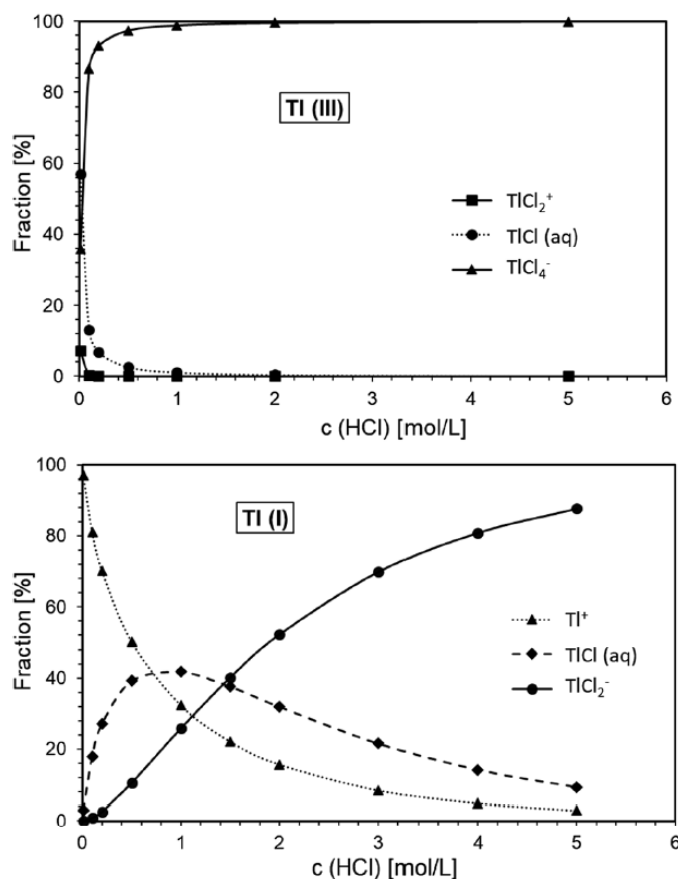 100
80
60
40
20
0
Fraction [%]
Tl (III)
TlCl₂⁺
TlCl (aq)
TlCl₄⁻
0 1 2 3 4 5 6
c (HCl) [mol/L]
100
80
60
40
20
0
Fraction [%]
Tl (I)
Tl⁺
TlCl (aq)
TlCl₂⁻
0 1 2 3 4 5 6
c (HCl) [mol/L]